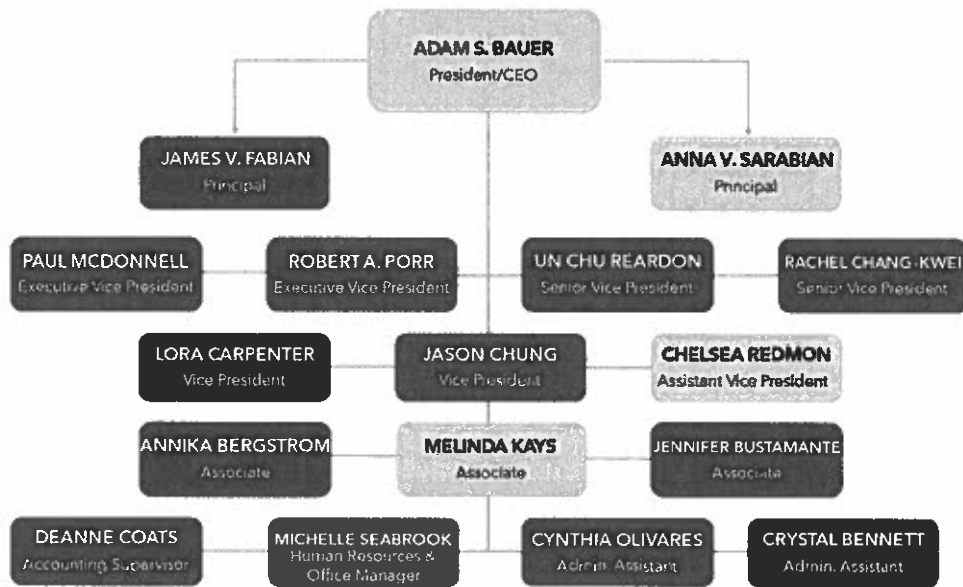 ADAM S. BAUER
President/CEO
JAMES V. FABIAN
Principal
ANNA V. SARABIAN
Principal
PAUL MCDONNELL
Executive Vice President
ROBERT A. PORR
Executive Vice President
UN CHU REARDON
Senior Vice President
RACHEL CHANG-KWEI
Senior Vice President
LORA CARPENTER
Vice President
JASON CHUNG
Vice President
CHELSEA REDMON
Assistant Vice President
ANNIKA BERGSTROM
Associate
MELINDA KAYS
Associate
JENNIFER BUSTAMANTE
Associate
DEANNE COATS
Accounting Supervisor
MICHELLE SEABROOK
Human Resources &
Office Manager
CYNTHIA OLIVARES
Admin. Assistant
CRYSTAL BENNETT
Admin. Assistant